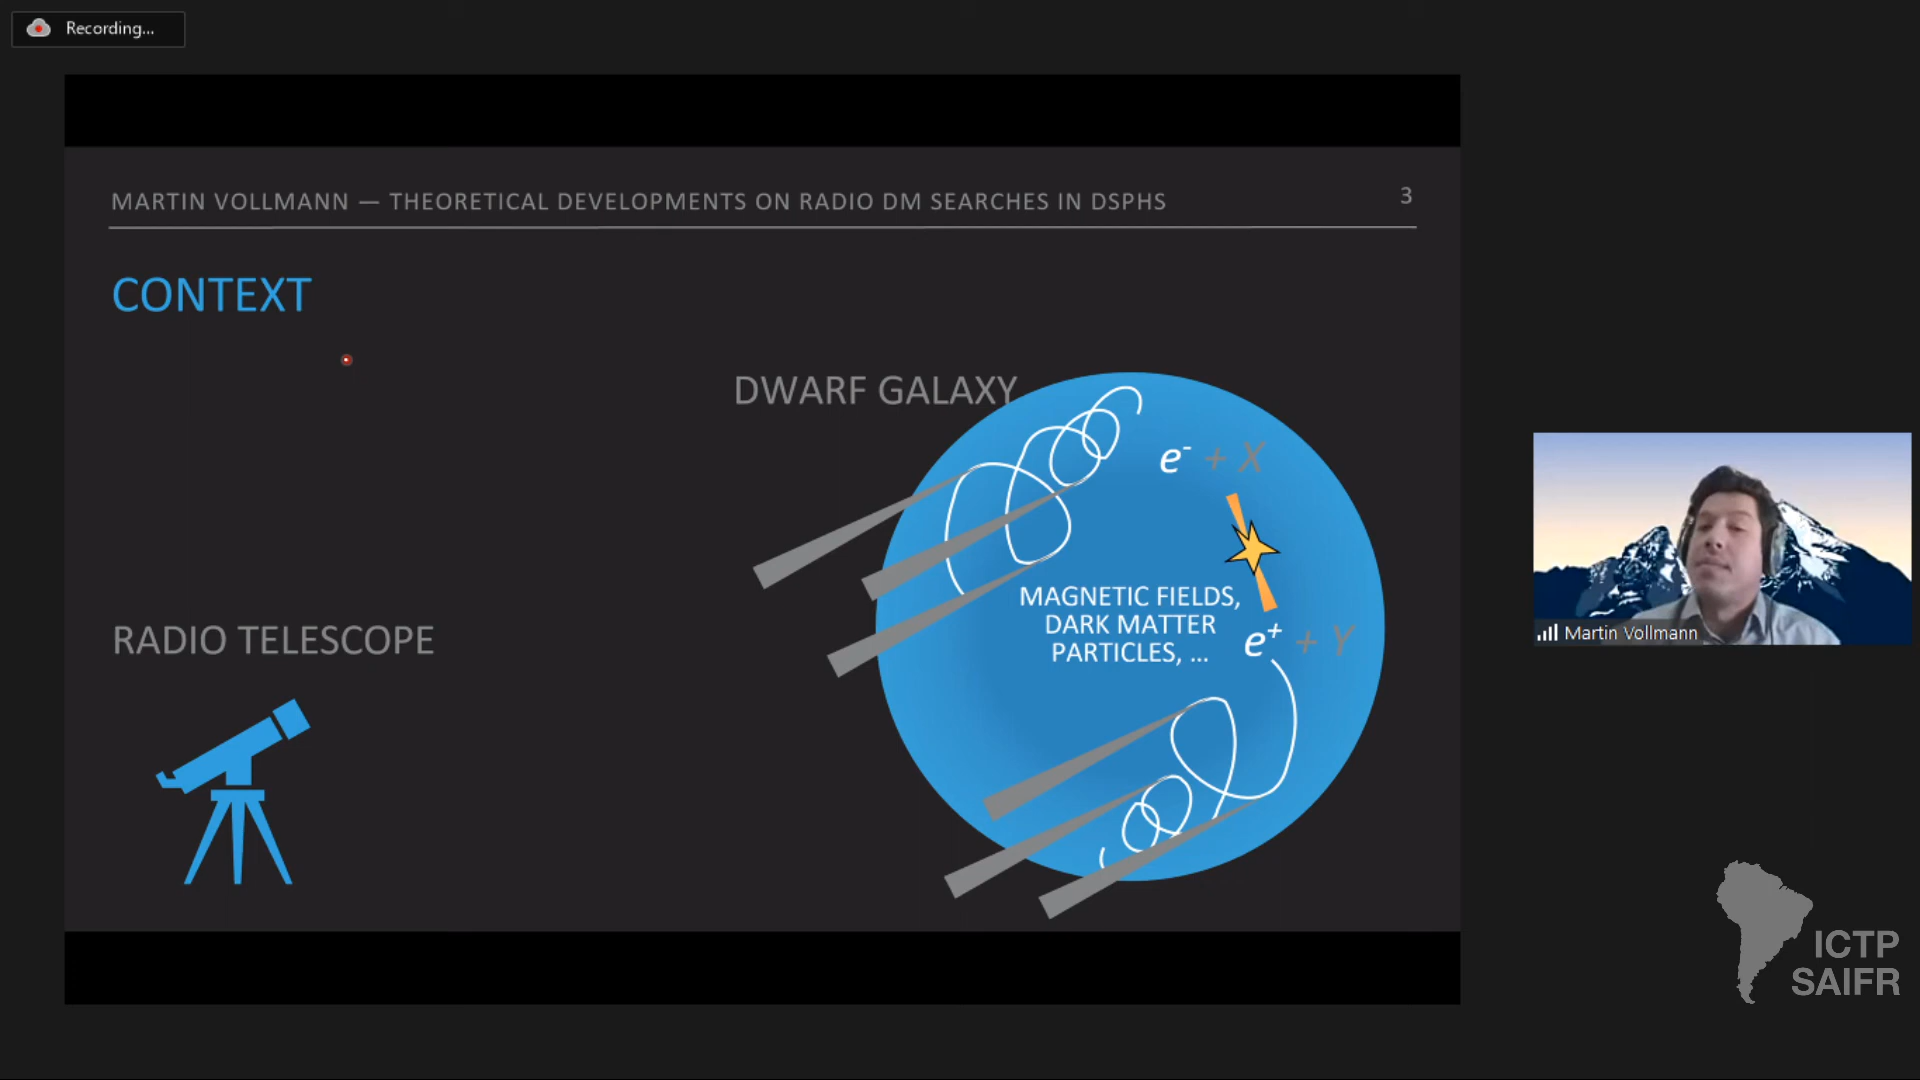 Recording...
MARTIN VOLLMANN — THEORETICAL DEVELOPMENTS ON RADIO DM SEARCHES IN DSPHS
3
CONTEXT
DWARF GALAXY
e⁻ + X
MAGNETIC FIELDS,
DARK MATTER
PARTICLES, ...
e⁺ + Y
RADIO TELESCOPE
Martin Vollmann
ICTP
SAIFR